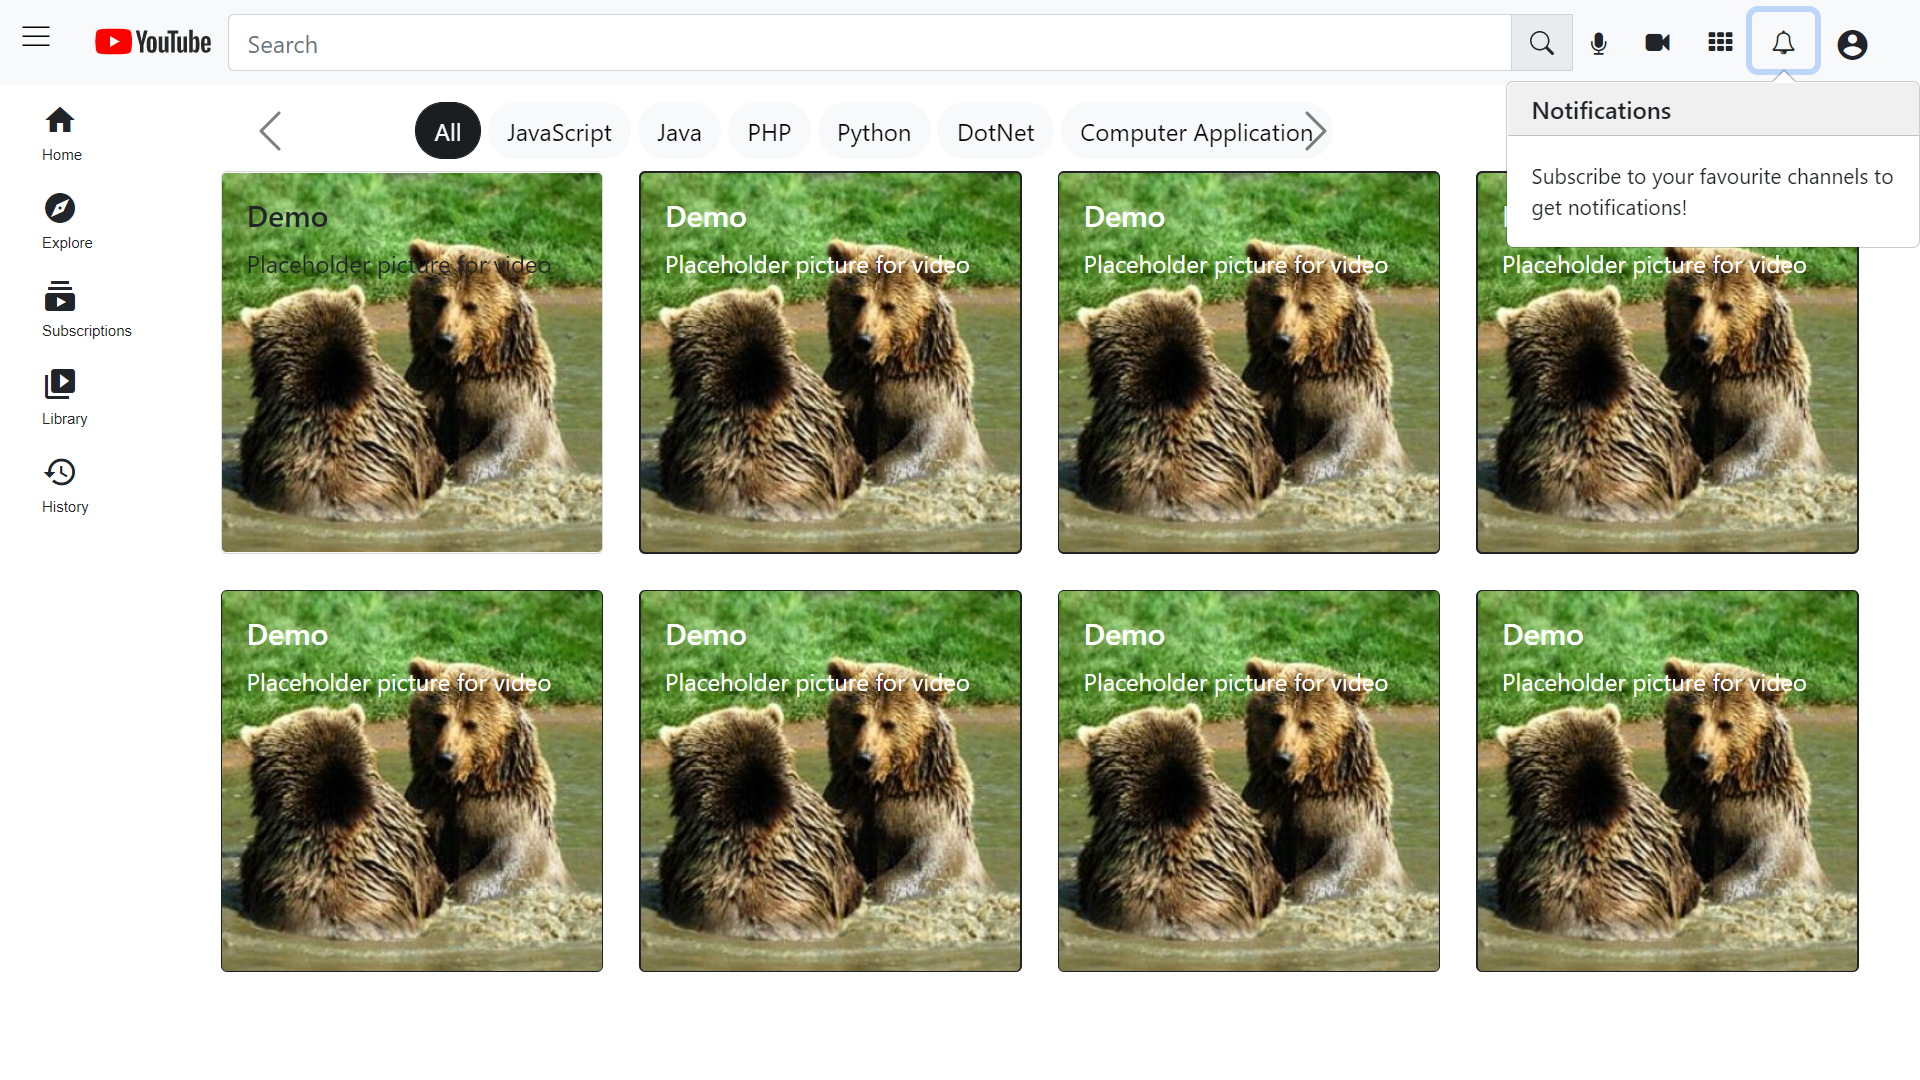 YouTube
Search
Notifications
Subscribe to your favourite channels to
get notifications!
Home
Explore
Subscriptions
Library
History
All
JavaScript
Java
PHP
Python
DotNet
Computer Application
Demo
Placeholder picture for video
Demo
Placeholder picture for video
Demo
Placeholder picture for video
Placeholder picture for video
Demo
Placeholder picture for video
Demo
Placeholder picture for video
Demo
Placeholder picture for video
Demo
Placeholder picture for video